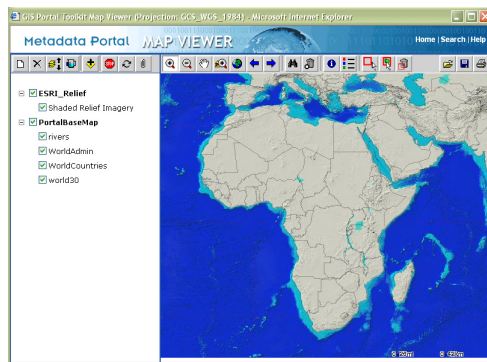 GIS Portal Toolkit Map Viewer (Projection: GCS_WGS_1984) - Microsoft Internet Explorer
Metadata Portal MAP VIEWER
Home | Search | Help
ESRI_Relief
Shaded Relief Imagery
PortalBaseMap
rivers
WorldAdmin
WorldCountries
world30